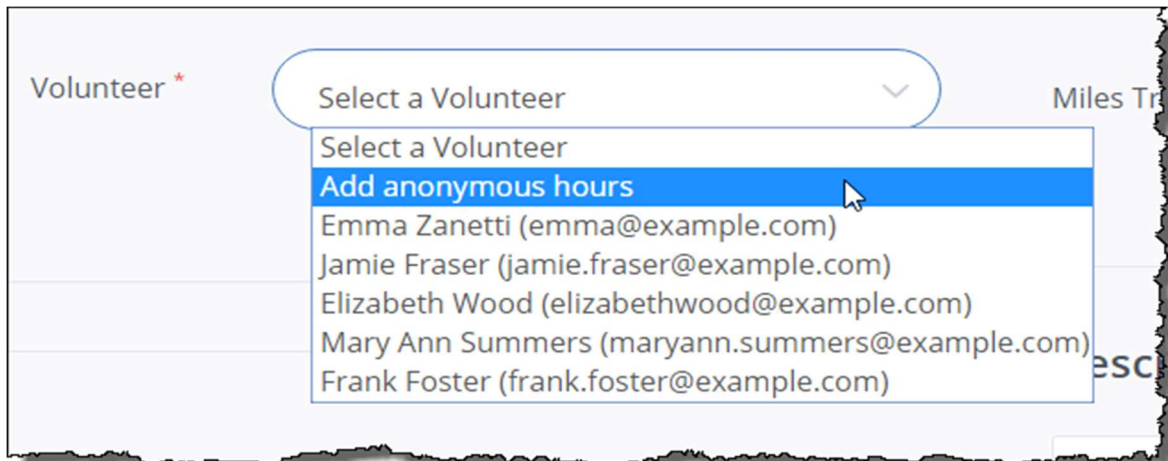 Volunteer *
Select a Volunteer
Miles Tr
Select a Volunteer
Add anonymous hours
Emma Zanetti (emma@example.com)
Jamie Fraser (jamie.fraser@example.com)
Elizabeth Wood (elizabethwood@example.com)
Mary Ann Summers (maryann.summers@example.com)
Frank Foster (frank.foster@example.com)